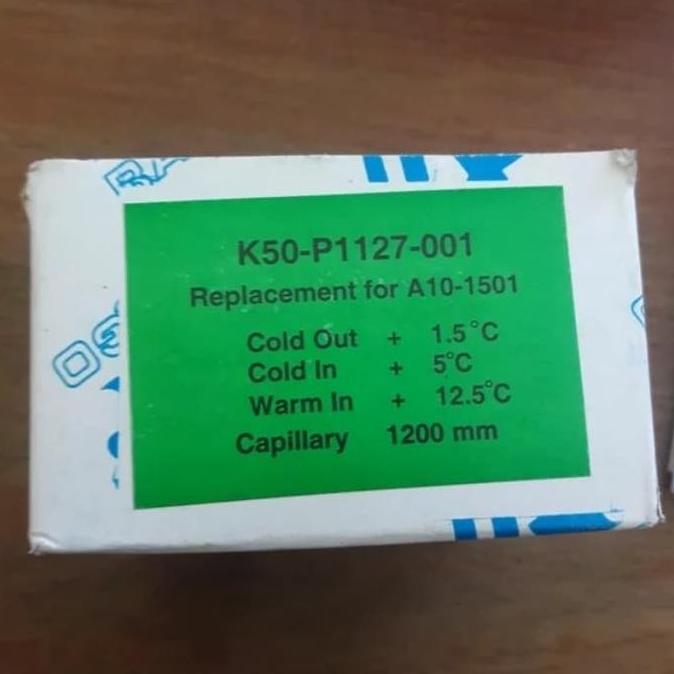 K50-P1127-001
Replacement for A10-1501
Cold Out + 1.5°C
Cold In + 5°C
Warm In + 12.5°C
Capillary 1200 mm